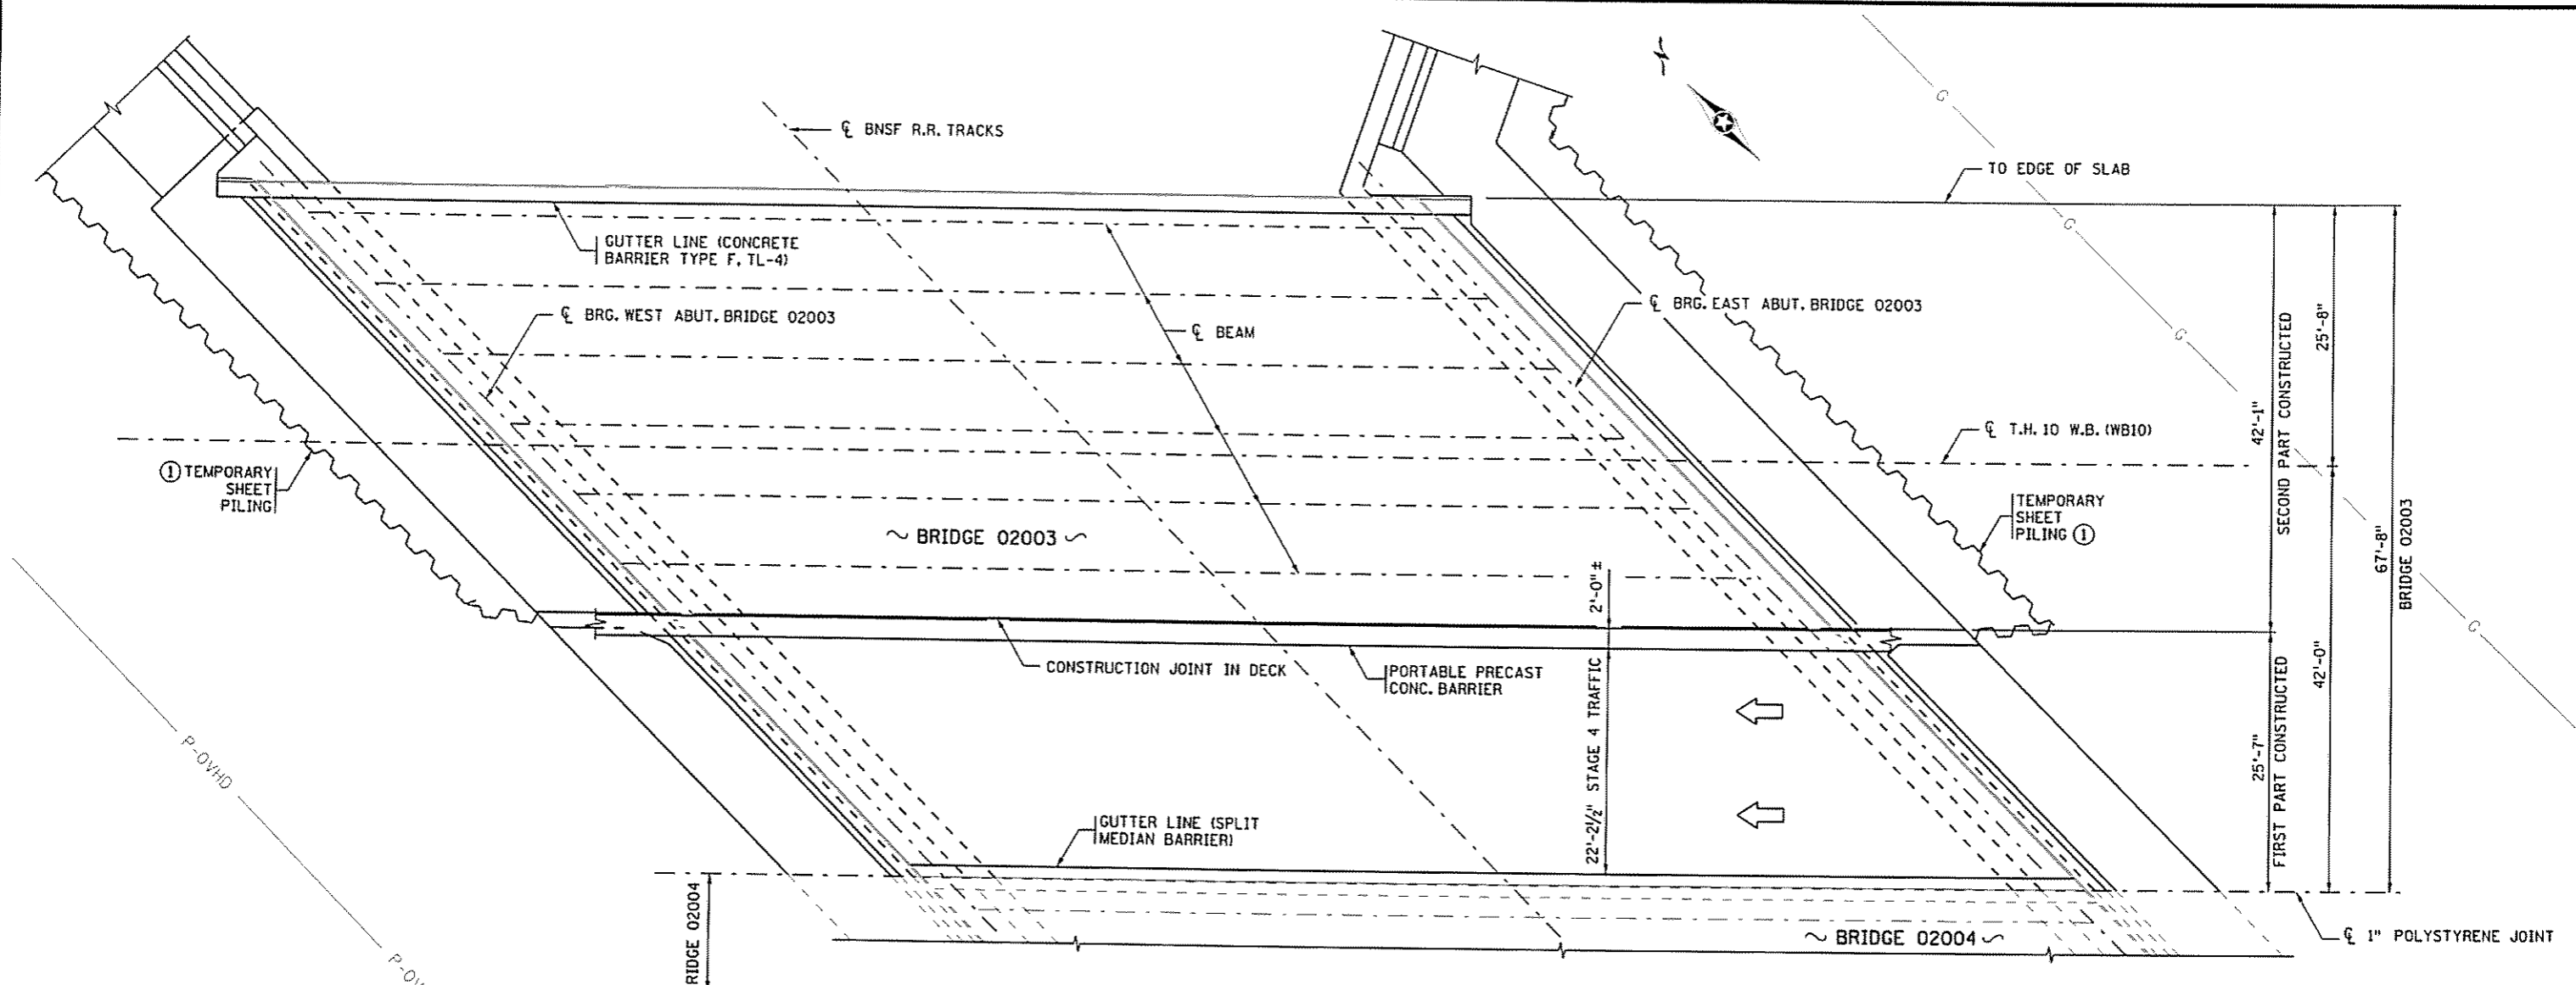 G
℄ BNSF R.R. TRACKS
TO EDGE OF SLAB
G
GUTTER LINE (CONCRETE
BARRIER TYPE F, TL-4)
℄ BRG. WEST ABUT. BRIDGE 02003
℄ BEAM
℄ BRG. EAST ABUT. BRIDGE 02003
G
25'-8"
42'-1"
SECOND PART CONSTRUCTED
℄ T.H. 10 W.B. (WB10)
① TEMPORARY
SHEET
PILING
TEMPORARY
SHEET
PILING ①
~ BRIDGE 02003 ~
67'-8"
BRIDGE 02003
2'-0" ±
42'-0"
G
CONSTRUCTION JOINT IN DECK
PORTABLE PRECAST
CONC. BARRIER
22'-2½" STAGE 4 TRAFFIC
25'-7"
FIRST PART CONSTRUCTED
P-OVHD
GUTTER LINE (SPLIT
MEDIAN BARRIER)
RIDGE 02004
~ BRIDGE 02004 ~
℄ 1" POLYSTYRENE JOINT